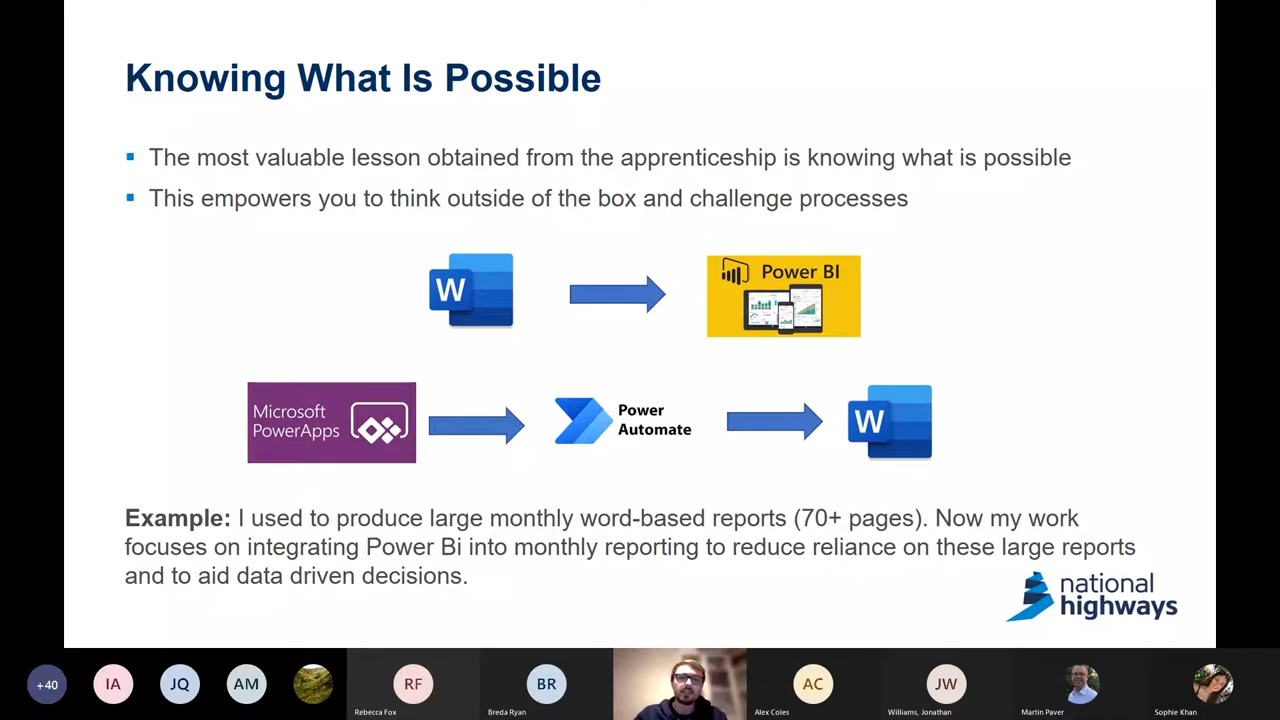 Knowing What Is Possible
The most valuable lesson obtained from the apprenticeship is knowing what is possible
This empowers you to think outside of the box and challenge processes
W
Power BI
Microsoft
PowerApps
Power
Automate
W
Example: I used to produce large monthly word-based reports (70+ pages). Now my work
focuses on integrating Power Bi into monthly reporting to reduce reliance on these large reports
and to aid data driven decisions.
national
highways
+40
IA
JQ
AM
RF
BR
AC
JW
Rebecca Fox
Breda Ryan
Alex Coles
Williams, Jonathan
Martin Paver
Sophie Khan